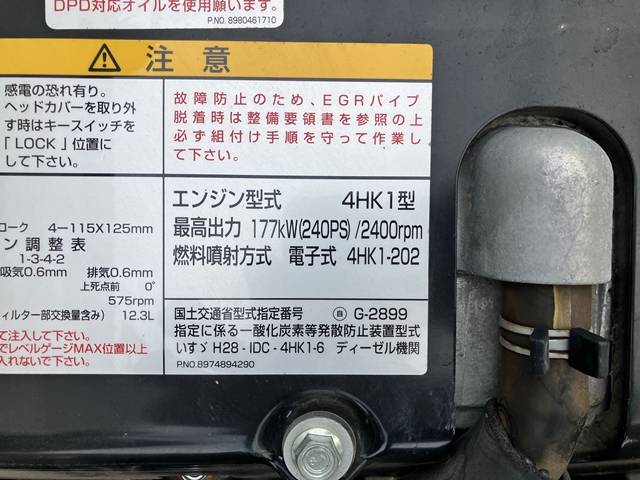 DPD対応オイルを使用願います。
P.NO. 8980461710
注意
感電の恐れ有り。
ヘッドカバーを取り外
す時はキースイッチを
「LOCK」位置に
して下さい。
故障防止のため、EGRパイプ
脱着時は整備要領書を参照の上
必ず組付け手順を守って作業し
て下さい。
ローク 4−115X125mm
ン調整表
1-3-4-2
吸気0.6mm 排気0.6mm
上死点前 0°
575rpm
ィルター部交換量含み) 12.3L
て注入して下さい。
でレベルゲージMAX位置以上
入れないで下さい。
エンジン型式 4HK1型
最高出力 177kW(240PS)/2400rpm
燃料噴射方式 電子式 4HK1-202
国土交通省型式指定番号 自 G-2899
指定に係る一酸化炭素等発散防止装置型式
いすゞ H28-IDC-4HK1-6 ディーゼル機関
P.NO. 8974894290